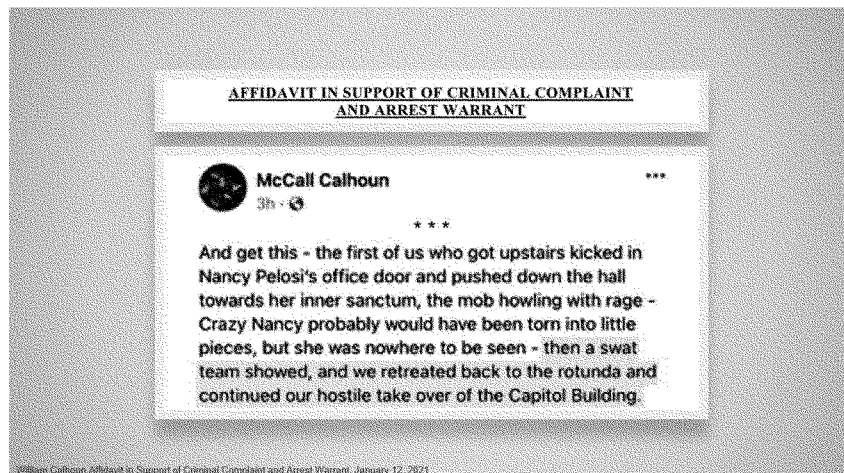 AFFIDAVIT IN SUPPORT OF CRIMINAL COMPLAINT
AND ARREST WARRANT
McCall Calhoun
3h ·
* * *
And get this - the first of us who got upstairs kicked in
Nancy Pelosi's office door and pushed down the hall
towards her inner sanctum, the mob howling with rage -
Crazy Nancy probably would have been torn into little
pieces, but she was nowhere to be seen - then a swat
team showed, and we retreated back to the rotunda and
continued our hostile take over of the Capitol Building.
William Calhoun Affidavit in Support of Criminal Complaint and Arrest Warrant, January 12, 2021